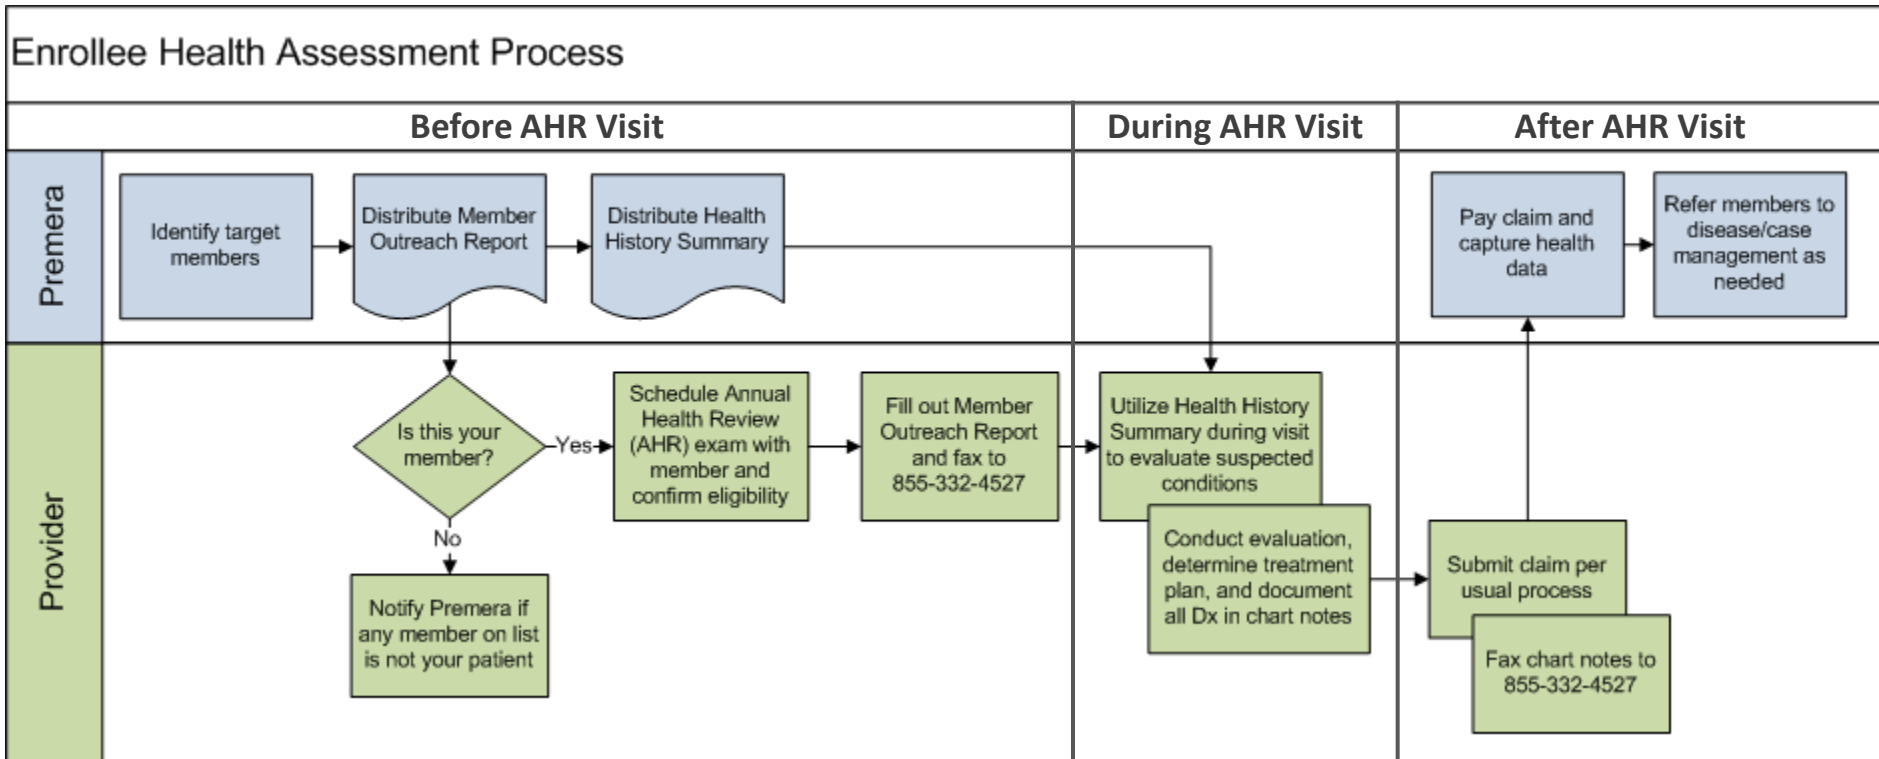 Enrollee Health Assessment Process
Before AHR Visit
During AHR Visit
After AHR Visit
Premera
Identify target
members
Distribute Member
Outreach Report
Distribute Health
History Summary
Pay claim and
capture health
data
Refer members to
disease/case
management as
needed
Provider
Is this your
member?
Yes
No
Notify Premera if
any member on list
is not your patient
Schedule Annual
Health Review
(AHR) exam with
member and
confirm eligibility
Fill out Member
Outreach Report
and fax to
855-332-4527
Utilize Health History
Summary during visit
to evaluate suspected
conditions
Conduct evaluation,
determine treatment
plan, and document
all Dx in chart notes
Submit claim per
usual process
Fax chart notes to
855-332-4527